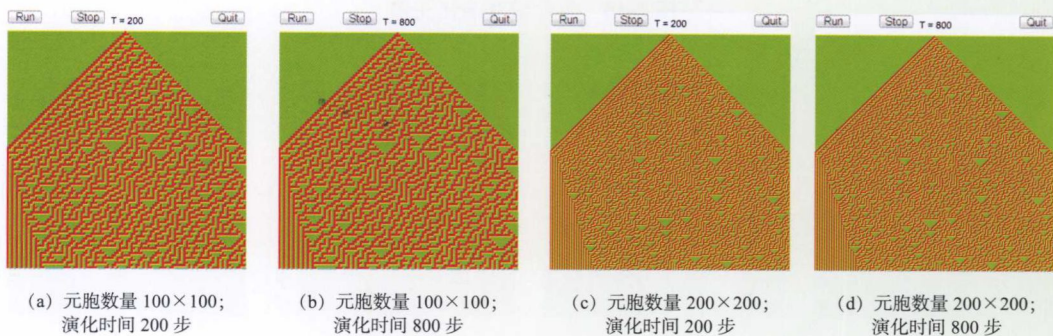 Run Stop T = 200 Quit
Run Stop T = 800 Quit
Run Stop T = 200 Quit
Run Stop T = 800 Quit
(a) 元胞数量 100×100;
演化时间 200 步
(b) 元胞数量 100×100;
演化时间 800 步
(c) 元胞数量 200×200;
演化时间 200 步
(d) 元胞数量 200×200;
演化时间 800 步